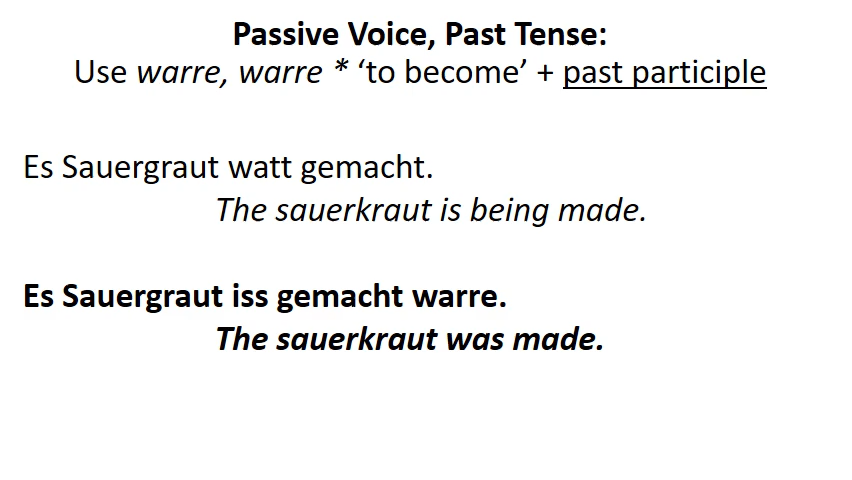 Passive Voice, Past Tense:
Use warre, warre * ‘to become’ + past participle
Es Sauergraut watt gemacht.
The sauerkraut is being made.
Es Sauergraut iss gemacht warre.
The sauerkraut was made.